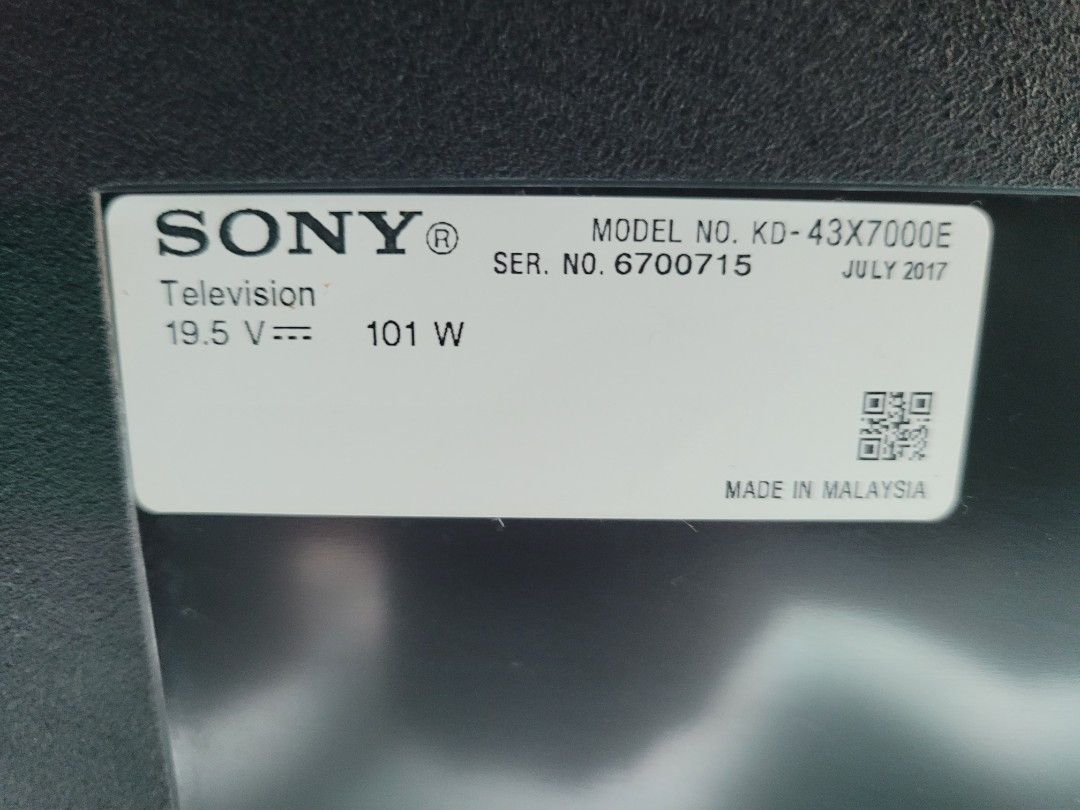 SONY® MODEL NO. KD-43X7000E
SER. NO. 6700715 JULY 2017
Television
19.5 V⎓ 101 W
MADE IN MALAYSIA